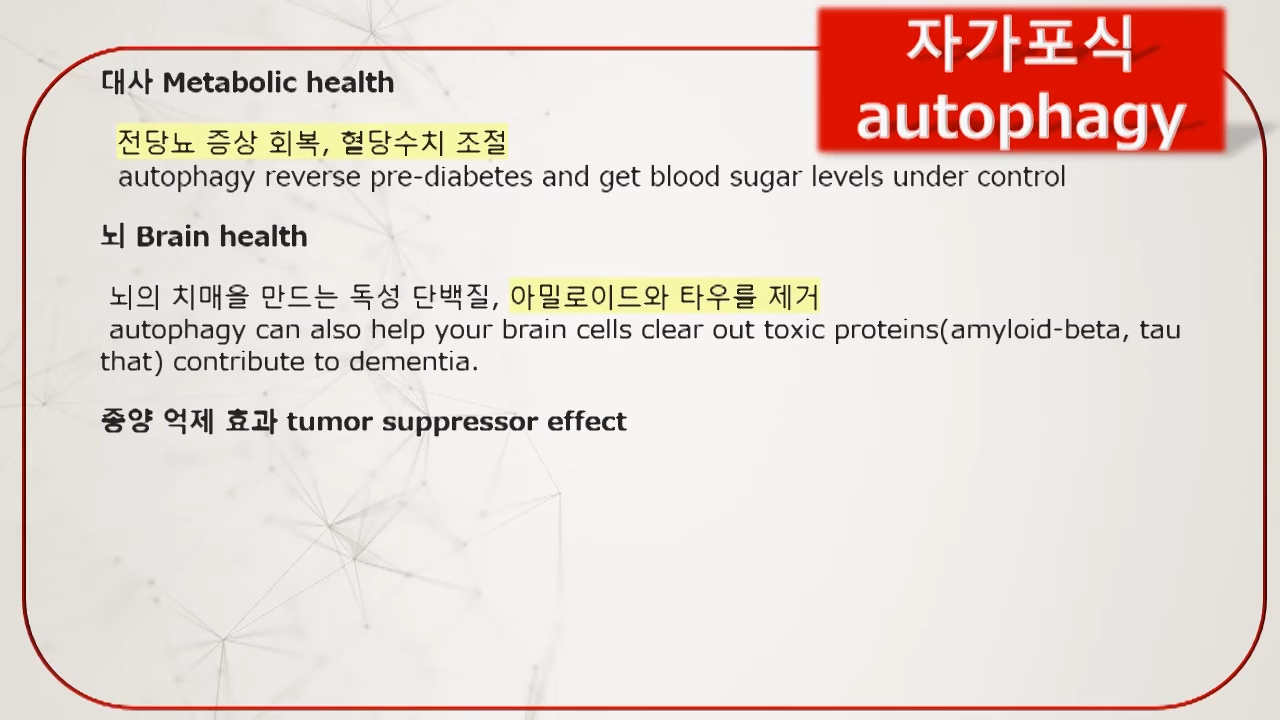 자가포식
autophagy
대사 Metabolic health
전당뇨 증상 회복, 혈당수치 조절
autophagy reverse pre-diabetes and get blood sugar levels under control
뇌 Brain health
뇌의 치매을 만드는 독성 단백질, 아밀로이드와 타우를 제거
autophagy can also help your brain cells clear out toxic proteins(amyloid-beta, tau
that) contribute to dementia.
종양 억제 효과 tumor suppressor effect